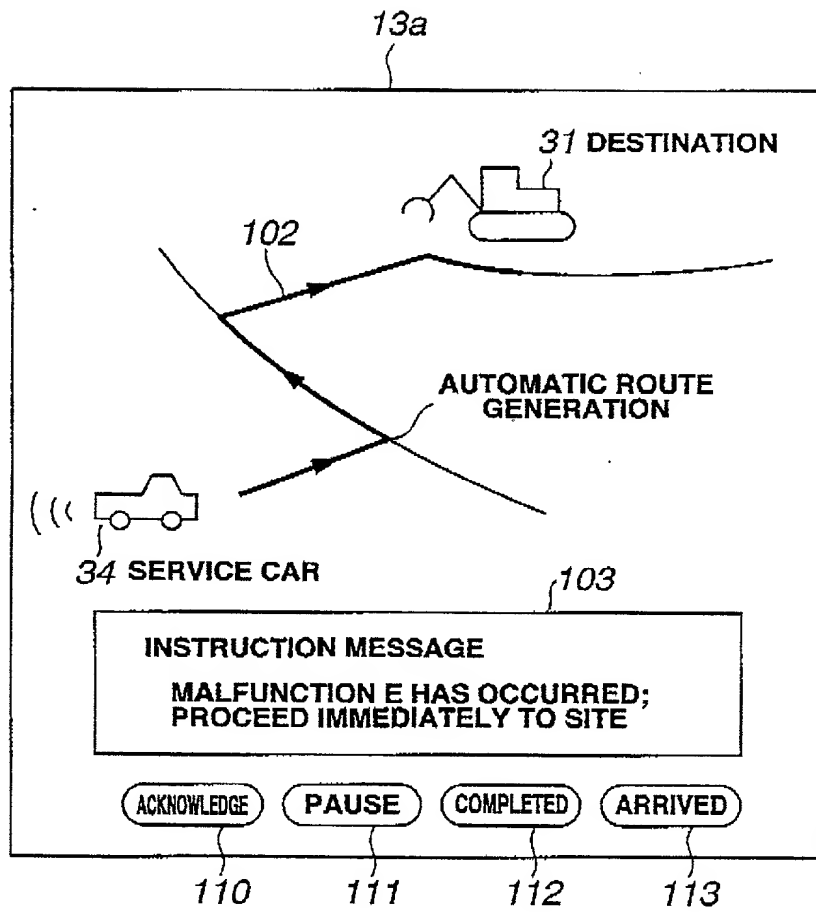 13a
31 DESTINATION
102
AUTOMATIC ROUTE
GENERATION
34 SERVICE CAR
103
INSTRUCTION MESSAGE
MALFUNCTION E HAS OCCURRED;
PROCEED IMMEDIATELY TO SITE
ACKNOWLEDGE PAUSE COMPLETED ARRIVED
110 111 112 113